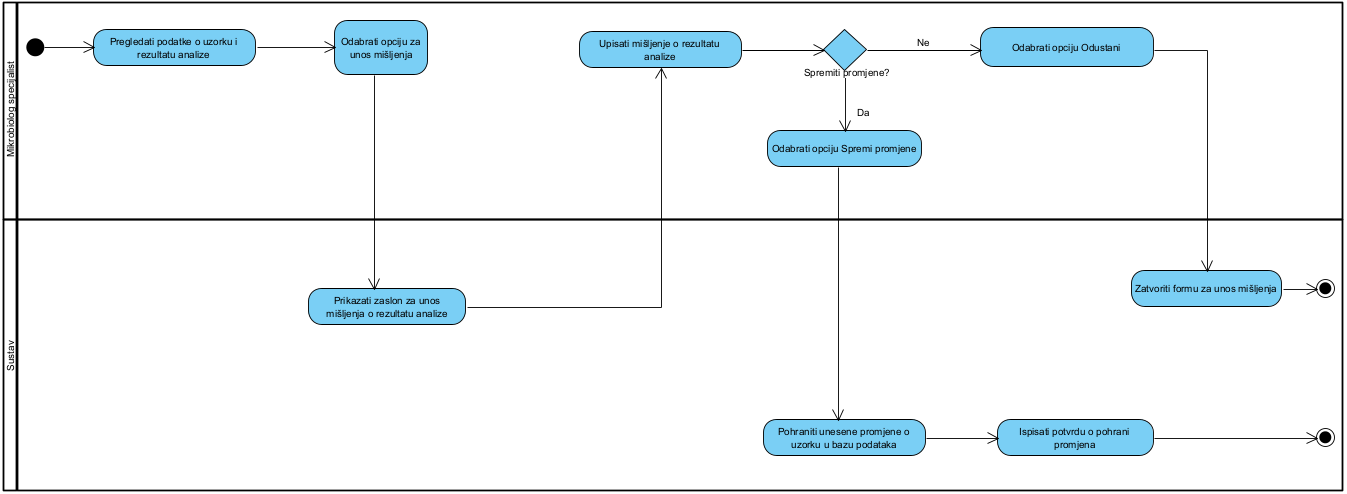 Mikrobiolog specijalist
Pregledati podatke o uzorku i
rezultatu analize
Odabrati opciju za
unos mišljenja
Upisati mišljenje o rezultatu
analize
Spremiti promjene?
Ne
Odabrati opciju Odustani
Da
Odabrati opciju Spremi promjene
Sustav
Prikazati zaslon za unos
mišljenja o rezultatu analize
Zatvoriti formu za unos mišljenja
Pohraniti unesene promjene o
uzorku u bazu podataka
Ispisati potvrdu o pohrani
promjena